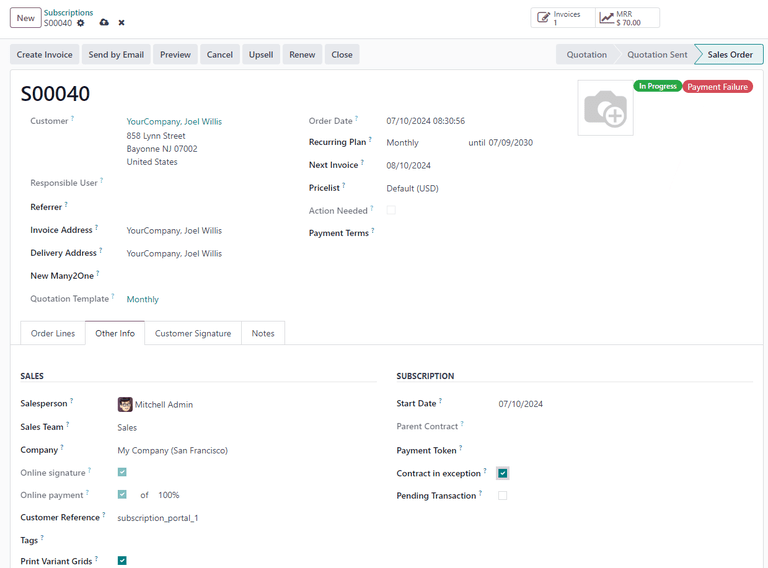 New
Subscriptions
S00040
Invoices
1
MRR
$ 70.00
Create Invoice Send by Email Preview Cancel Upsell Renew Close
Quotation Quotation Sent Sales Order
S00040
In Progress Payment Failure
Customer ? YourCompany, Joel Willis
858 Lynn Street
Bayonne NJ 07002
United States
Responsible User ?
Referrer ?
Invoice Address ? YourCompany, Joel Willis
Delivery Address ? YourCompany, Joel Willis
New Many2One ?
Quotation Template ? Monthly
Order Date ? 07/10/2024 08:30:56
Recurring Plan ? Monthly until 07/09/2030
Next Invoice ? 08/10/2024
Pricelist ? Default (USD)
Action Needed ?
Payment Terms ?
Order Lines Other Info Customer Signature Notes
SALES
Salesperson ? Mitchell Admin
Sales Team ? Sales
Company ? My Company (San Francisco)
Online signature ?
Online payment ? of 100%
Customer Reference ? subscription_portal_1
Tags ?
Print Variant Grids ?
SUBSCRIPTION
Start Date ? 07/10/2024
Parent Contract ?
Payment Token ?
Contract in exception ?
Pending Transaction ?